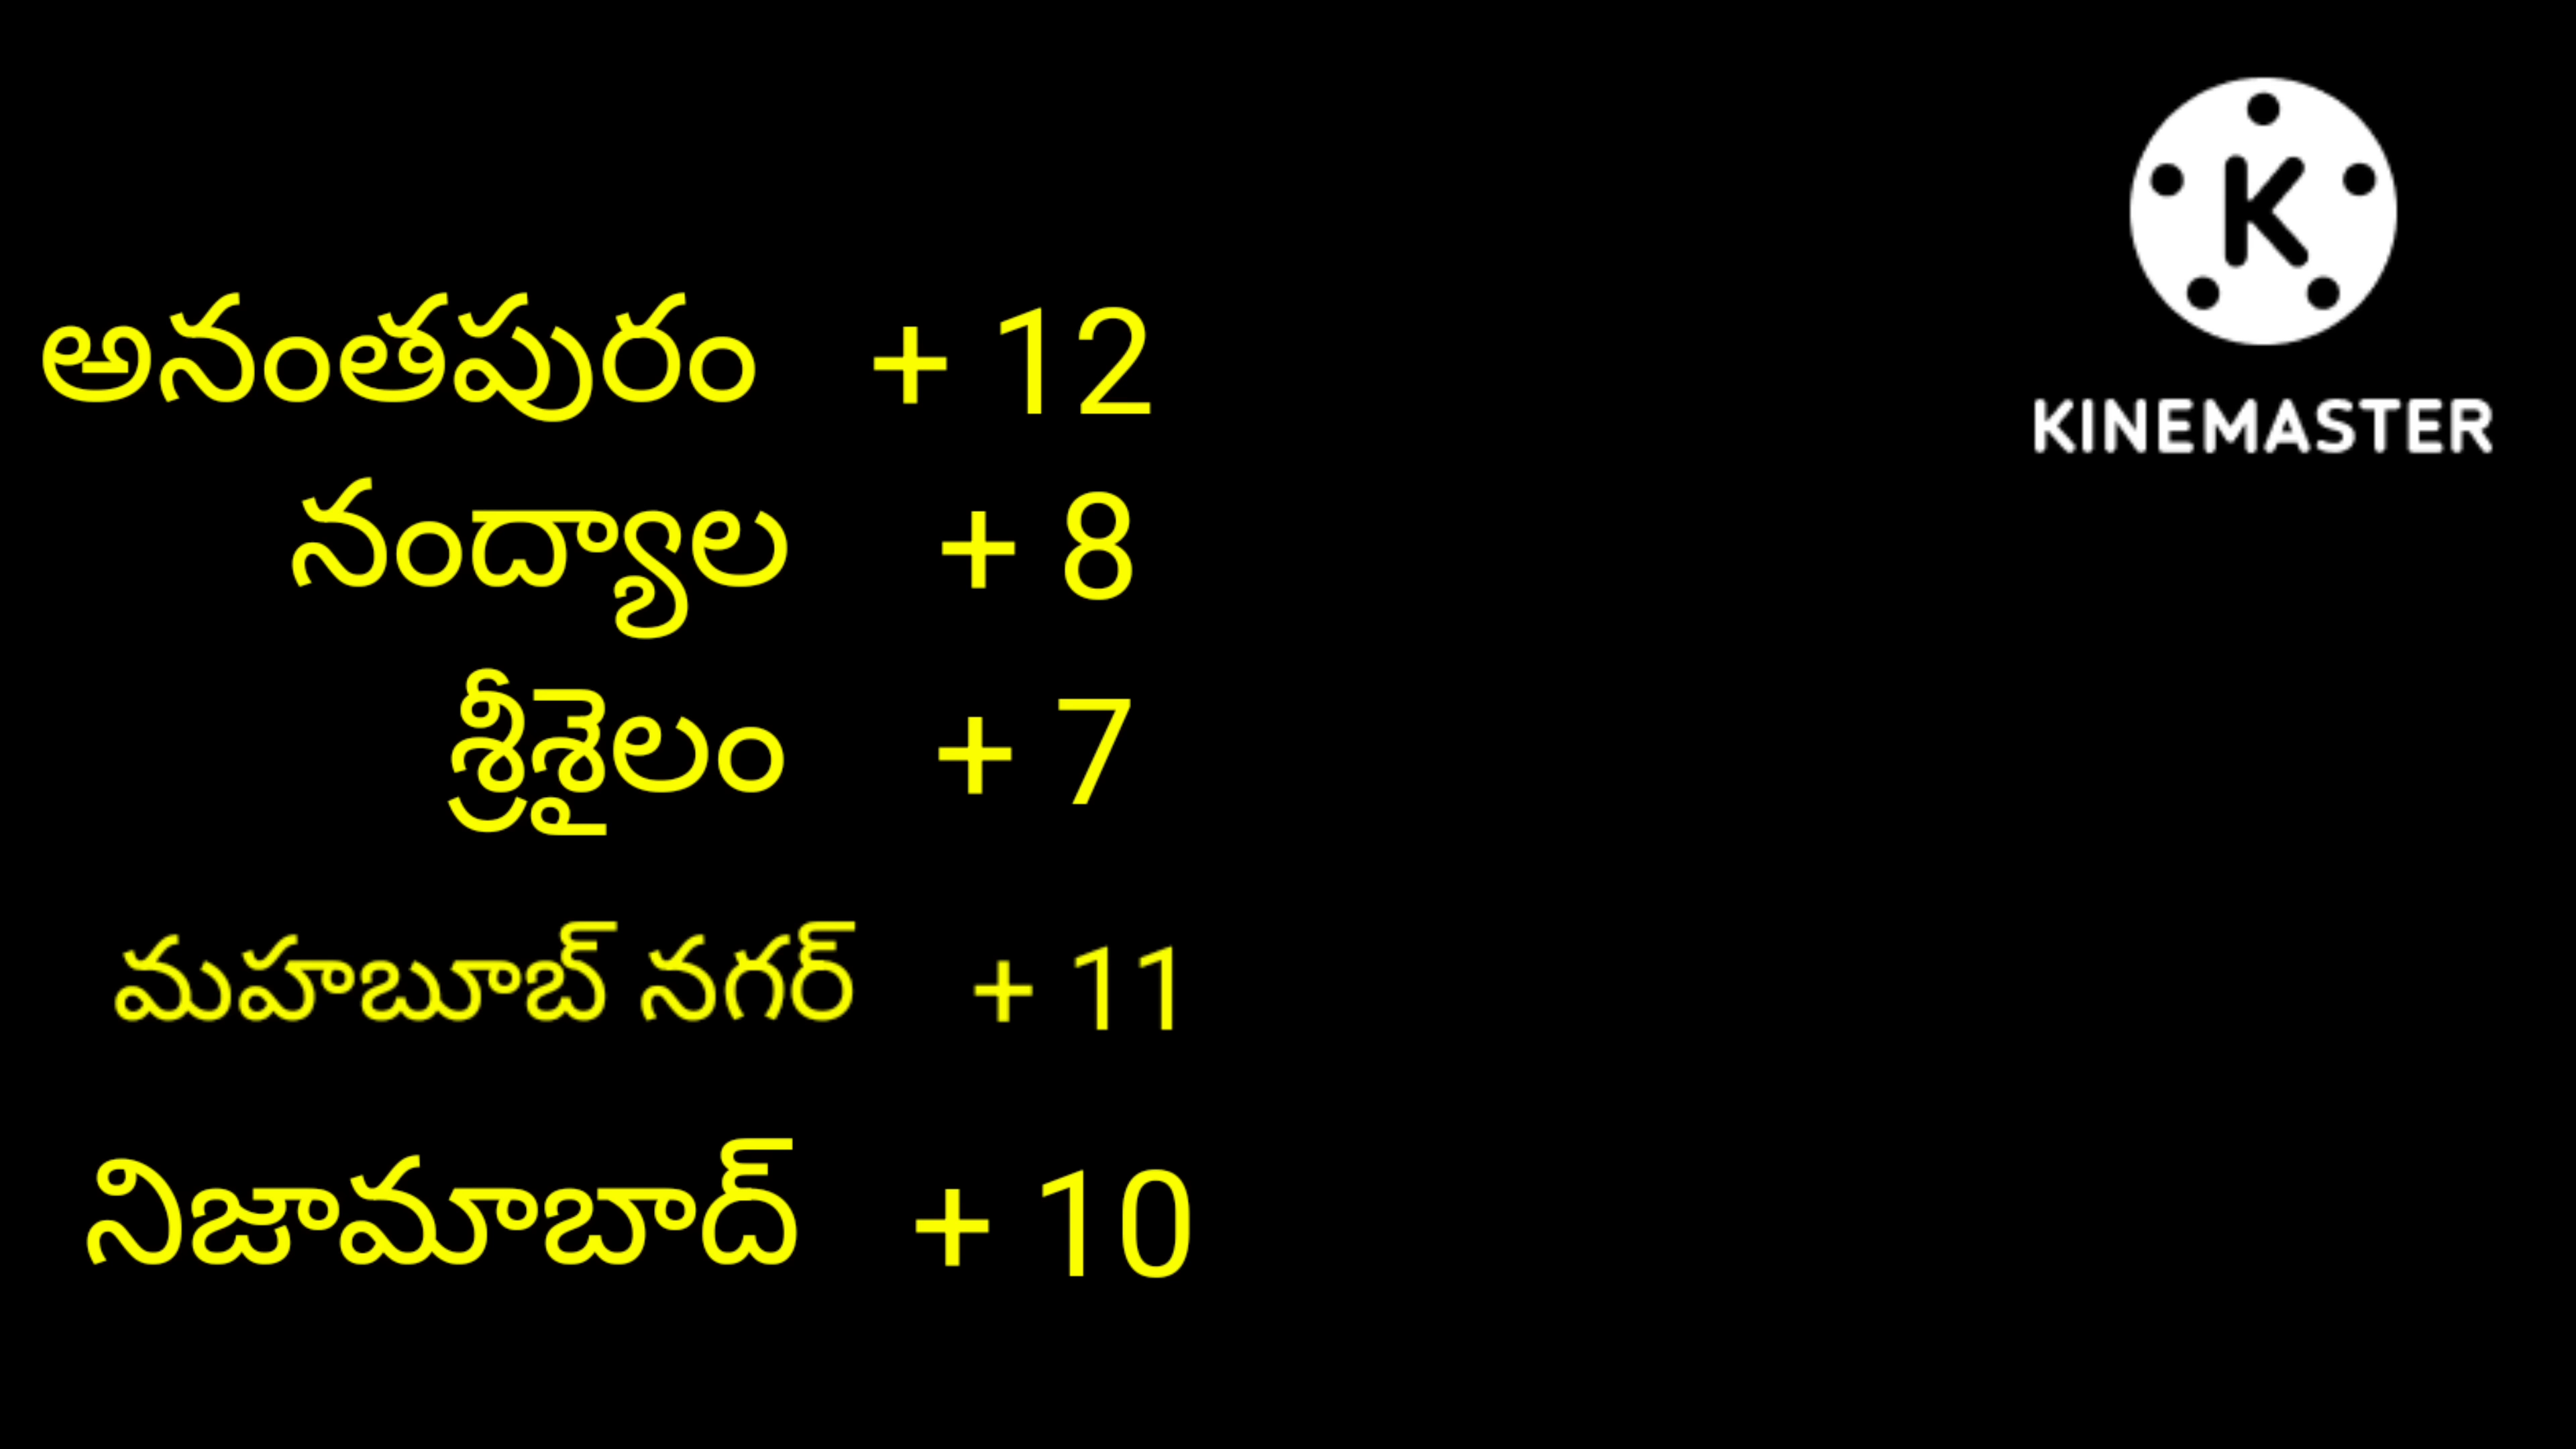 అనంతపురం + 12
నంద్యాల + 8
శ్రీశైలం + 7
మహబూబ్ నగర్ + 11
నిజామాబాద్ + 10
K
KINEMASTER